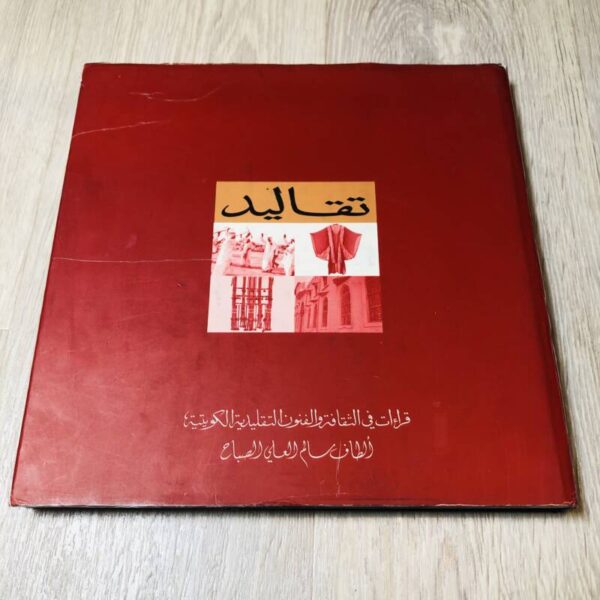 تقاليد
قراءات في الثقافة والفنون التقليدية الكويتية
ألطاف سالم العلي الصباح